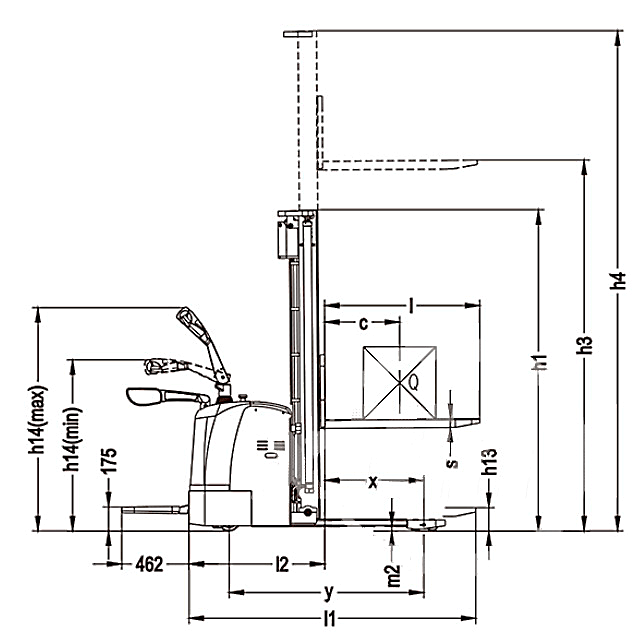 h4
h3
h1
l
c
Q
h14(max)
h14(min)
175
s
h13
x
462
l2
m2
y
l1